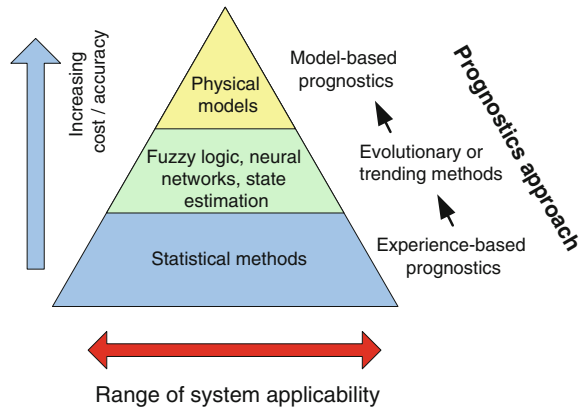 Increasing
cost / accuracy
Physical
models
Fuzzy logic, neural
networks, state
estimation
Statistical methods
Model-based
prognostics
Evolutionary or
trending methods
Experience-based
prognostics
Prognostics approach
Range of system applicability